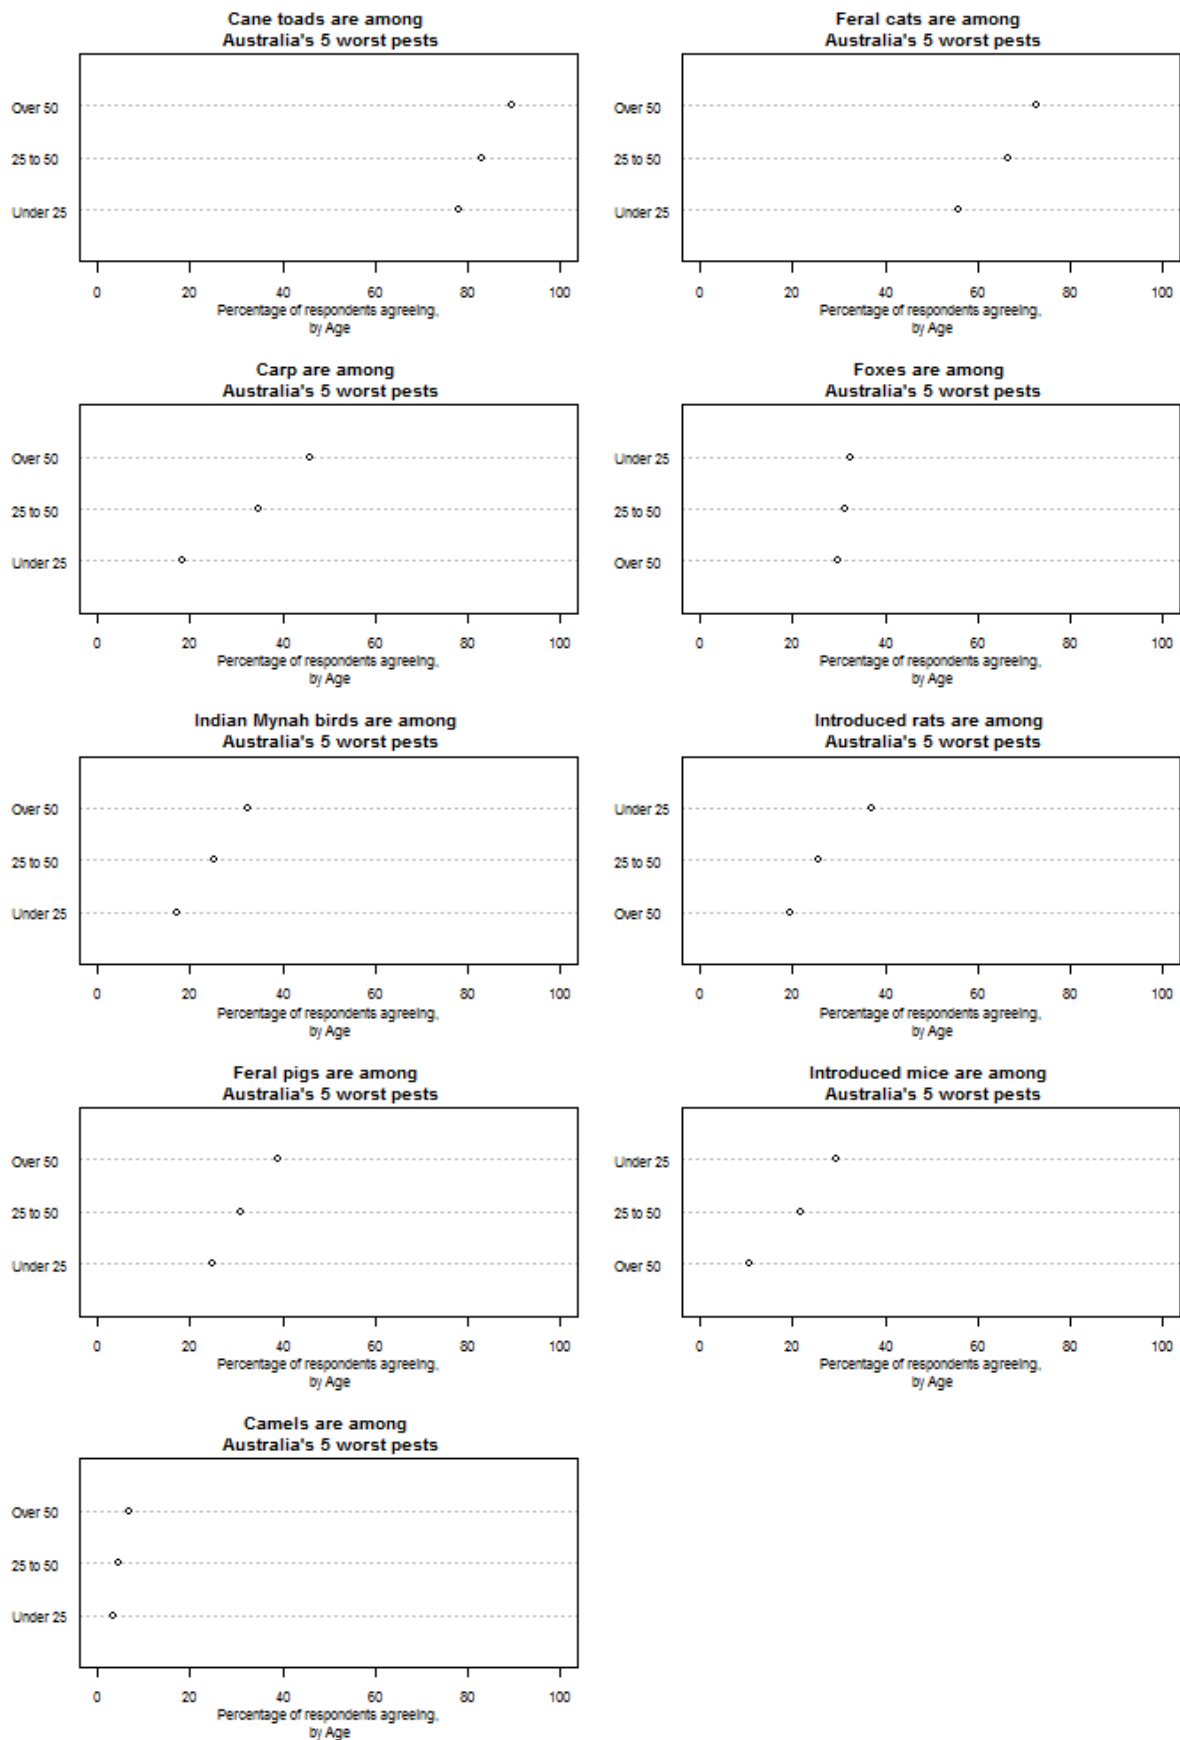 Cane toads are among
Australia's 5 worst pests
Over 50
25 to 50
Under 25
0 20 40 60 80 100
Percentage of respondents agreeing,
by Age
Feral cats are among
Australia's 5 worst pests
Over 50
25 to 50
Under 25
0 20 40 60 80 100
Percentage of respondents agreeing,
by Age
Carp are among
Australia's 5 worst pests
Over 50
25 to 50
Under 25
0 20 40 60 80 100
Percentage of respondents agreeing,
by Age
Foxes are among
Australia's 5 worst pests
Under 25
25 to 50
Over 50
0 20 40 60 80 100
Percentage of respondents agreeing,
by Age
Indian Mynah birds are among
Australia's 5 worst pests
Over 50
25 to 50
Under 25
0 20 40 60 80 100
Percentage of respondents agreeing,
by Age
Introduced rats are among
Australia's 5 worst pests
Under 25
25 to 50
Over 50
0 20 40 60 80 100
Percentage of respondents agreeing,
by Age
Feral pigs are among
Australia's 5 worst pests
Over 50
25 to 50
Under 25
0 20 40 60 80 100
Percentage of respondents agreeing,
by Age
Introduced mice are among
Australia's 5 worst pests
Under 25
25 to 50
Over 50
0 20 40 60 80 100
Percentage of respondents agreeing,
by Age
Camels are among
Australia's 5 worst pests
Over 50
25 to 50
Under 25
0 20 40 60 80 100
Percentage of respondents agreeing,
by Age